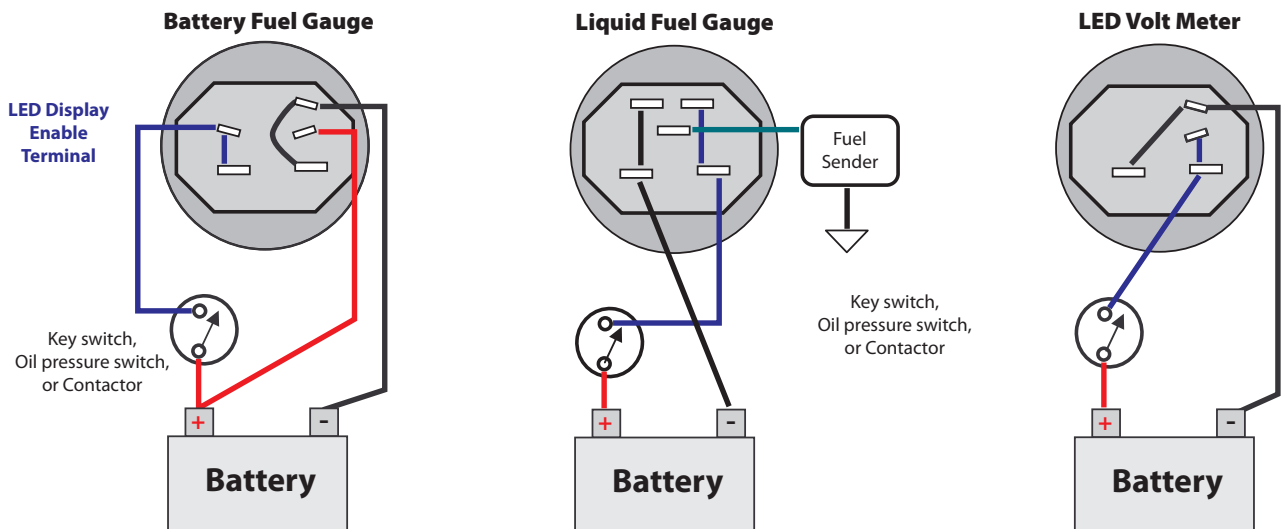 Battery Fuel Gauge
LED Display
Enable
Terminal
Key switch,
Oil pressure switch,
or Contactor
+
-
Battery
Liquid Fuel Gauge
Fuel
Sender
Key switch,
Oil pressure switch,
or Contactor
+
-
Battery
LED Volt Meter
+
-
Battery